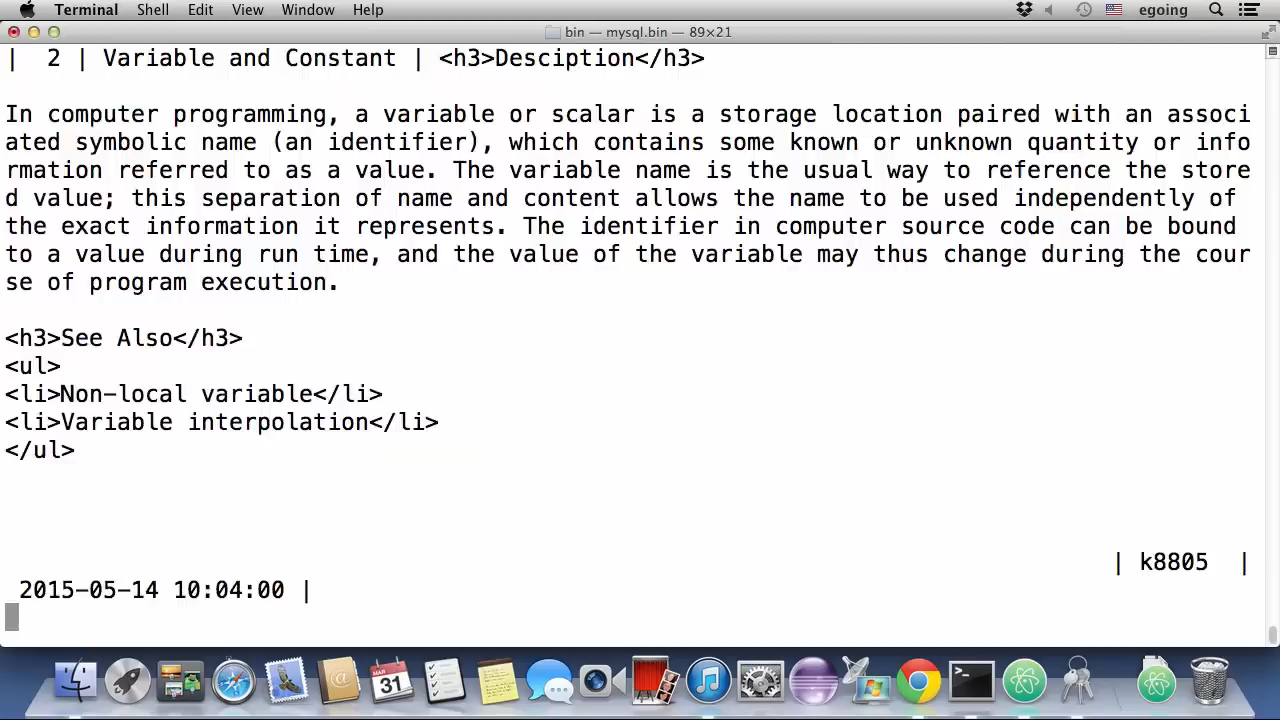 Terminal Shell Edit View Window Help egoing
bin — mysql.bin — 89×21
| 2 | Variable and Constant | <h3>Desciption</h3>
In computer programming, a variable or scalar is a storage location paired with an associ
ated symbolic name (an identifier), which contains some known or unknown quantity or info
rmation referred to as a value. The variable name is the usual way to reference the store
d value; this separation of name and content allows the name to be used independently of
the exact information it represents. The identifier in computer source code can be bound
to a value during run time, and the value of the variable may thus change during the cour
se of program execution.
<h3>See Also</h3>
<ul>
<li>Non-local variable</li>
<li>Variable interpolation</li>
</ul>
| k8805 |
2015-05-14 10:04:00 |
MAR
31